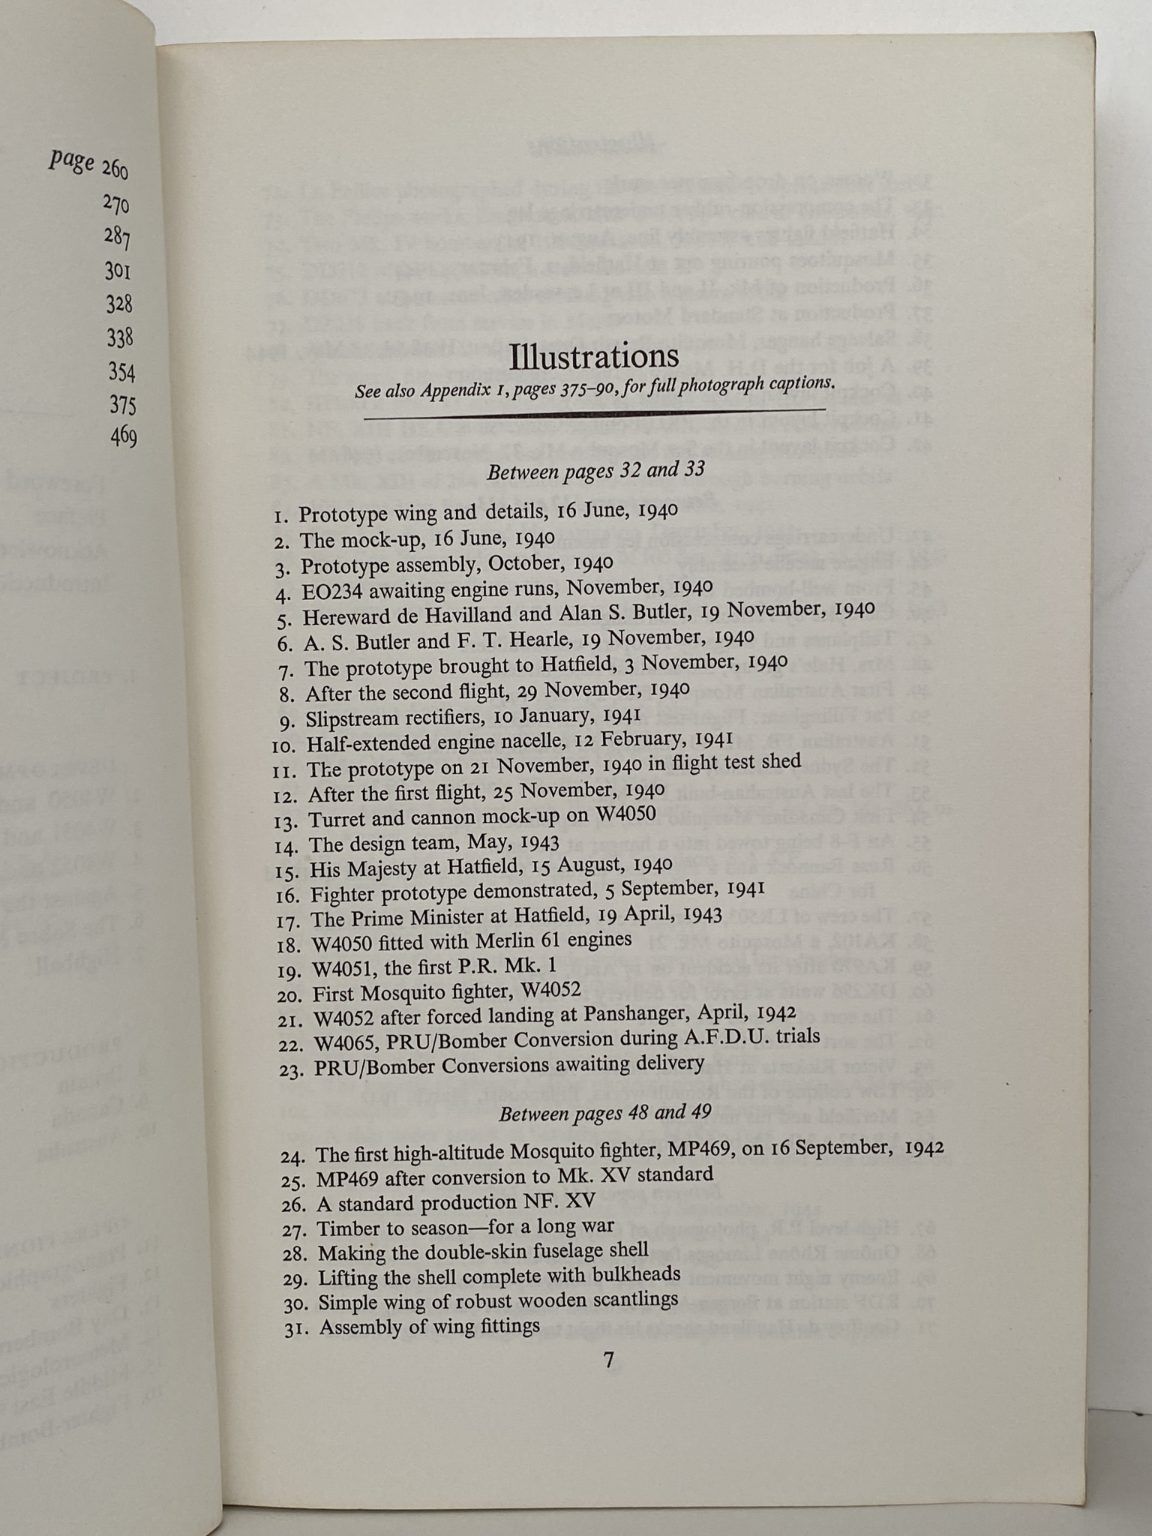 page 260
270
287
301
328
338
354
375
469
Illustrations
See also Appendix 1, pages 375–90, for full photograph captions.
Between pages 32 and 33
1. Prototype wing and details, 16 June, 1940
2. The mock-up, 16 June, 1940
3. Prototype assembly, October, 1940
4. EO234 awaiting engine runs, November, 1940
5. Hereward de Havilland and Alan S. Butler, 19 November, 1940
6. A. S. Butler and F. T. Hearle, 19 November, 1940
7. The prototype brought to Hatfield, 3 November, 1940
8. After the second flight, 29 November, 1940
9. Slipstream rectifiers, 10 January, 1941
10. Half-extended engine nacelle, 12 February, 1941
11. The prototype on 21 November, 1940 in flight test shed
12. After the first flight, 25 November, 1940
13. Turret and cannon mock-up on W4050
14. The design team, May, 1943
15. His Majesty at Hatfield, 15 August, 1940
16. Fighter prototype demonstrated, 5 September, 1941
17. The Prime Minister at Hatfield, 19 April, 1943
18. W4050 fitted with Merlin 61 engines
19. W4051, the first P.R. Mk. 1
20. First Mosquito fighter, W4052
21. W4052 after forced landing at Panshanger, April, 1942
22. W4065, PRU/Bomber Conversion during A.F.D.U. trials
23. PRU/Bomber Conversions awaiting delivery
Between pages 48 and 49
24. The first high-altitude Mosquito fighter, MP469, on 16 September, 1942
25. MP469 after conversion to Mk. XV standard
26. A standard production NF. XV
27. Timber to season—for a long war
28. Making the double-skin fuselage shell
29. Lifting the shell complete with bulkheads
30. Simple wing of robust wooden scantlings
31. Assembly of wing fittings
7